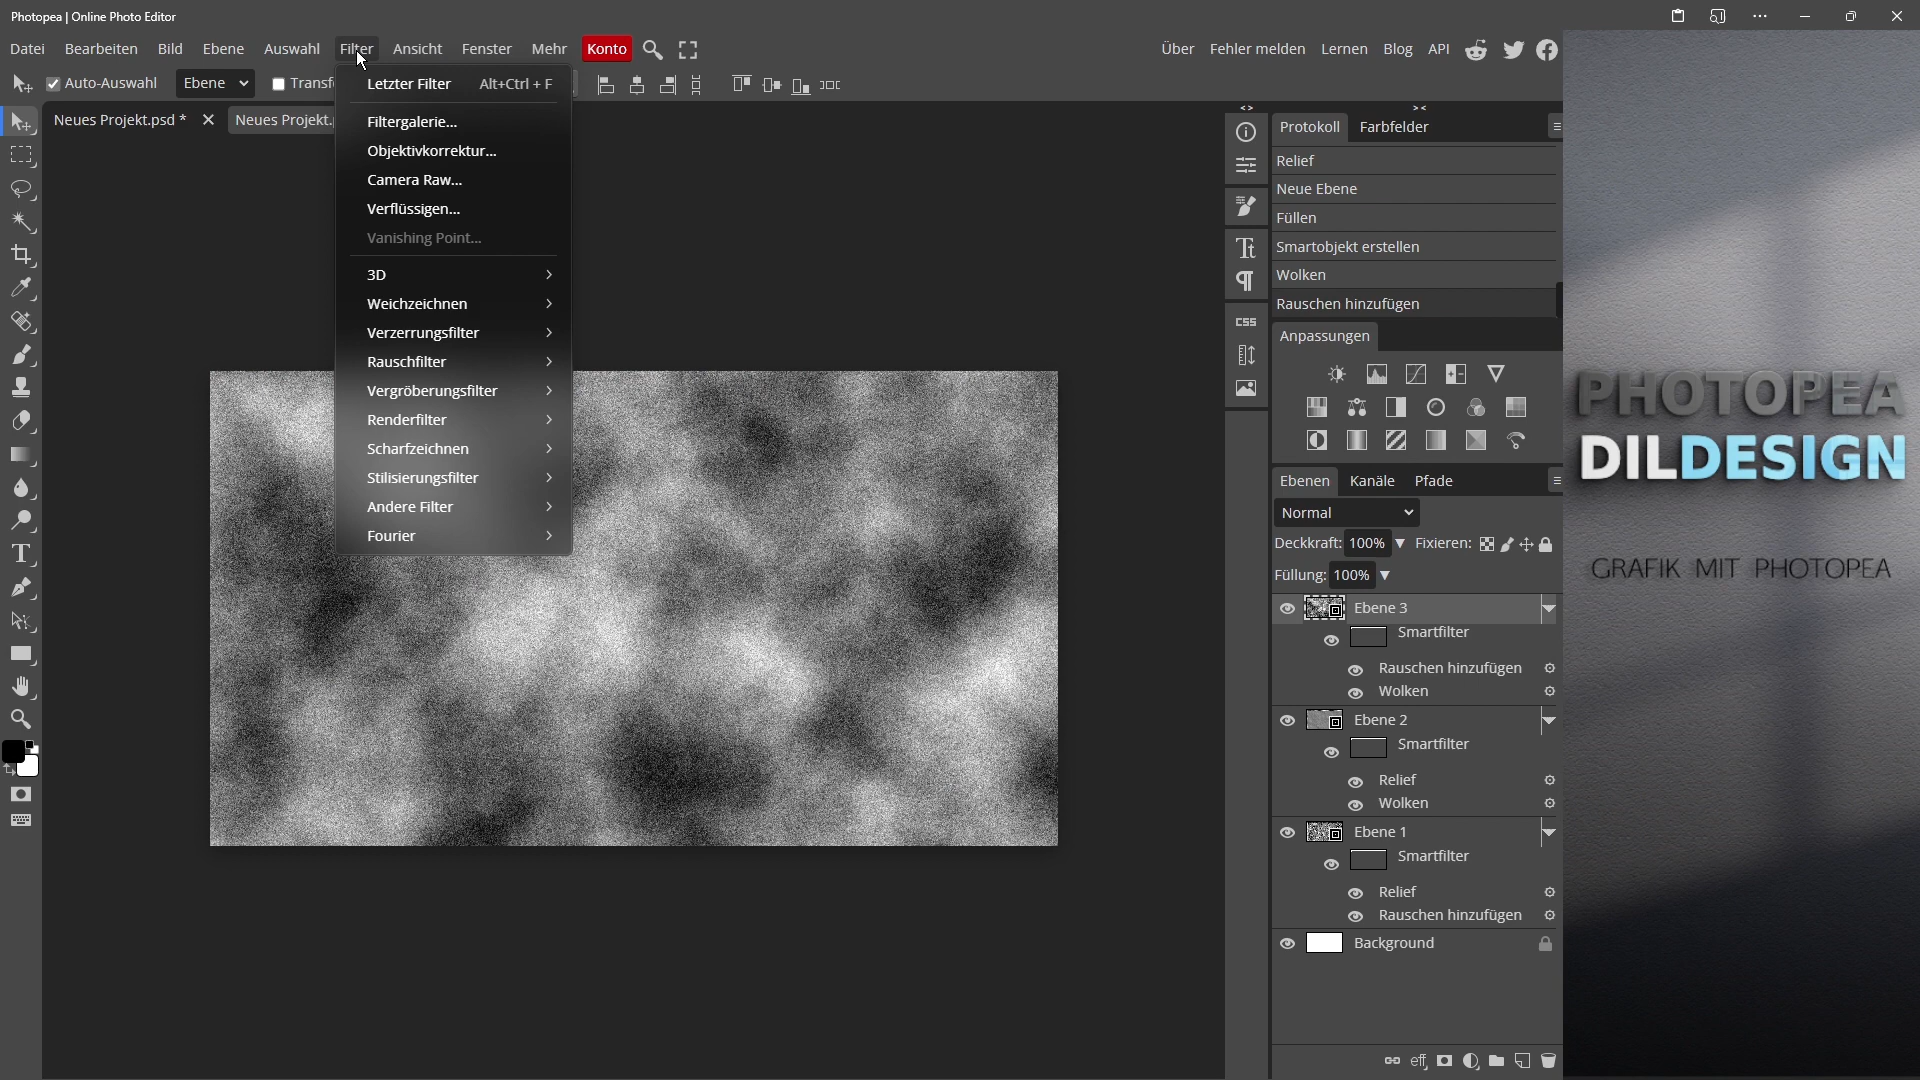 Photopea | Online Photo Editor
Datei Bearbeiten Bild Ebene Auswahl Filter Ansicht Fenster Mehr Konto
Über Fehler melden Lernen Blog API
Auto-Auswahl Ebene Transf
Neues Projekt.psd *
Neues Projekt.
Letzter Filter Alt+Ctrl + F
Filtergalerie...
Objektivkorrektur...
Camera Raw...
Verflüssigen...
Vanishing Point...
3D
Weichzeichnen
Verzerrungsfilter
Rauschfilter
Vergröberungsfilter
Renderfilter
Scharfzeichnen
Stilisierungsfilter
Andere Filter
Fourier
CSS
Protokoll Farbfelder
Relief
Neue Ebene
Füllen
Smartobjekt erstellen
Wolken
Rauschen hinzufügen
Anpassungen
Ebenen Kanäle Pfade
Normal
Deckkraft: 100% Fixieren:
Füllung: 100%
Ebene 3
Smartfilter
Rauschen hinzufügen
Wolken
Ebene 2
Smartfilter
Relief
Wolken
Ebene 1
Smartfilter
Relief
Rauschen hinzufügen
Background
eff
PHOTOPEA
DILDESIGN
GRAFIK MIT PHOTOPEA